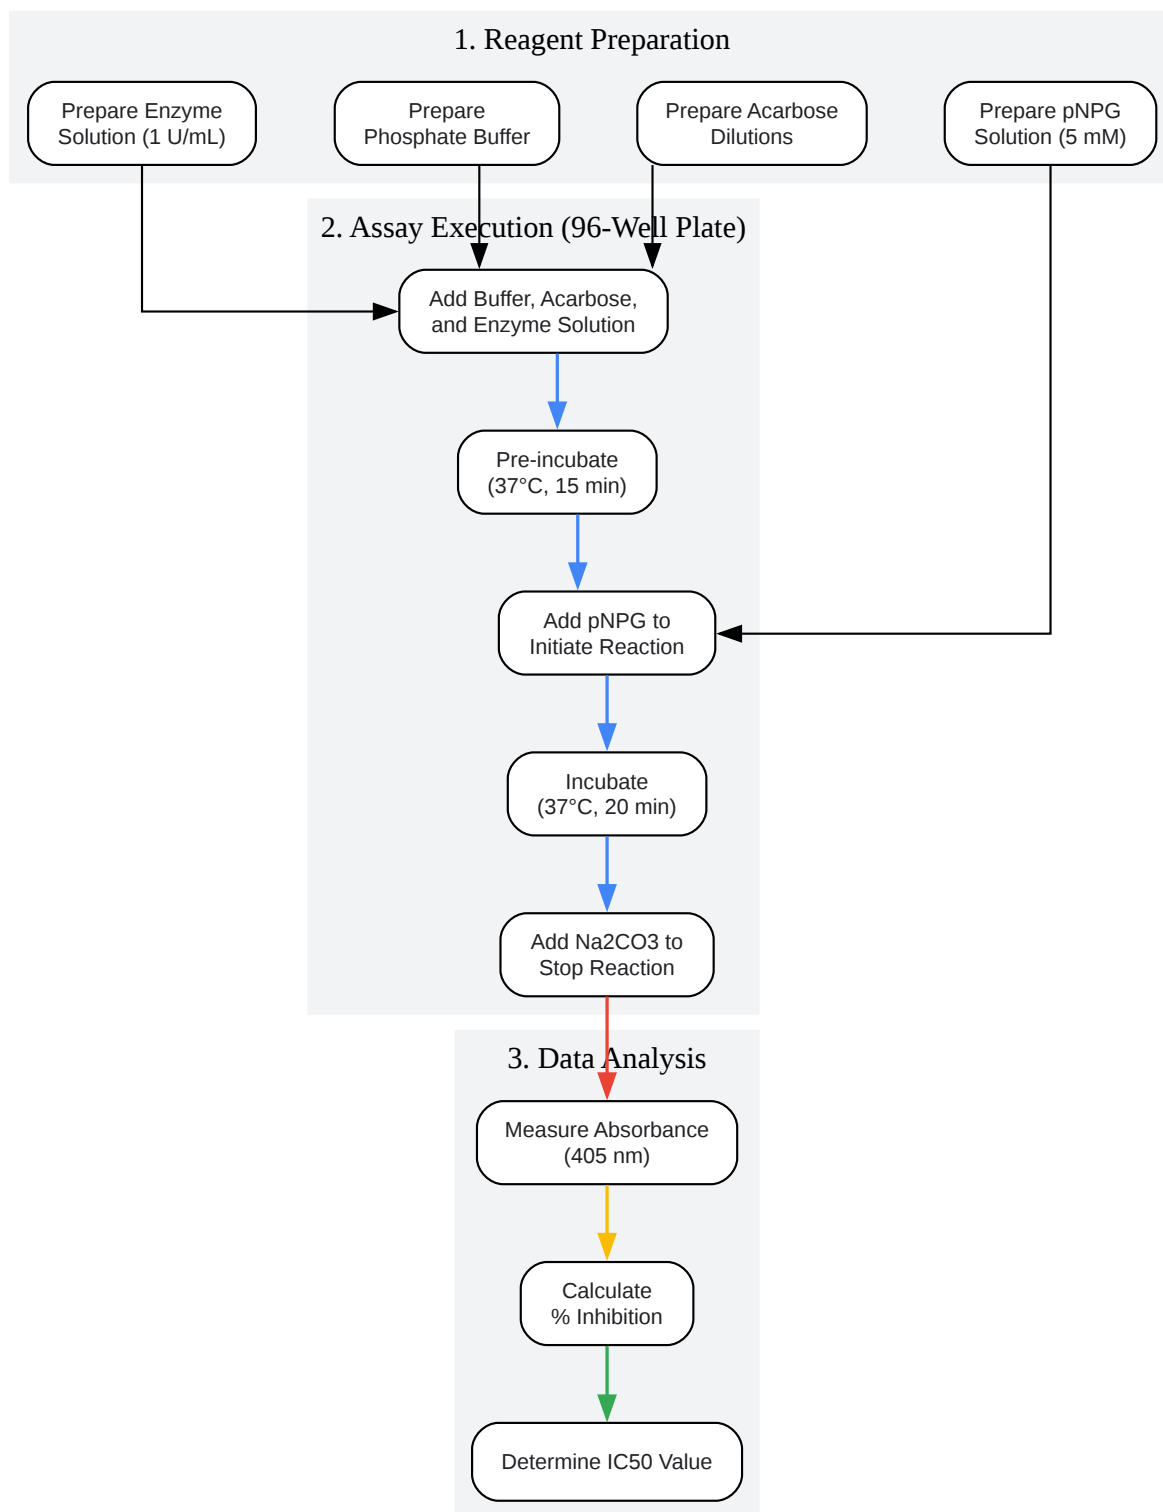 1. Reagent Preparation
Prepare Enzyme
Solution (1 U/mL)
Prepare
Phosphate Buffer
Prepare Acarbose
Dilutions
Prepare pNPG
Solution (5 mM)
2. Assay Execution (96-Well Plate)
Add Buffer, Acarbose,
and Enzyme Solution
Pre-incubate
(37°C, 15 min)
Add pNPG to
Initiate Reaction
Incubate
(37°C, 20 min)
Add Na2CO3 to
Stop Reaction
3. Data Analysis
Measure Absorbance
(405 nm)
Calculate
% Inhibition
Determine IC50 Value